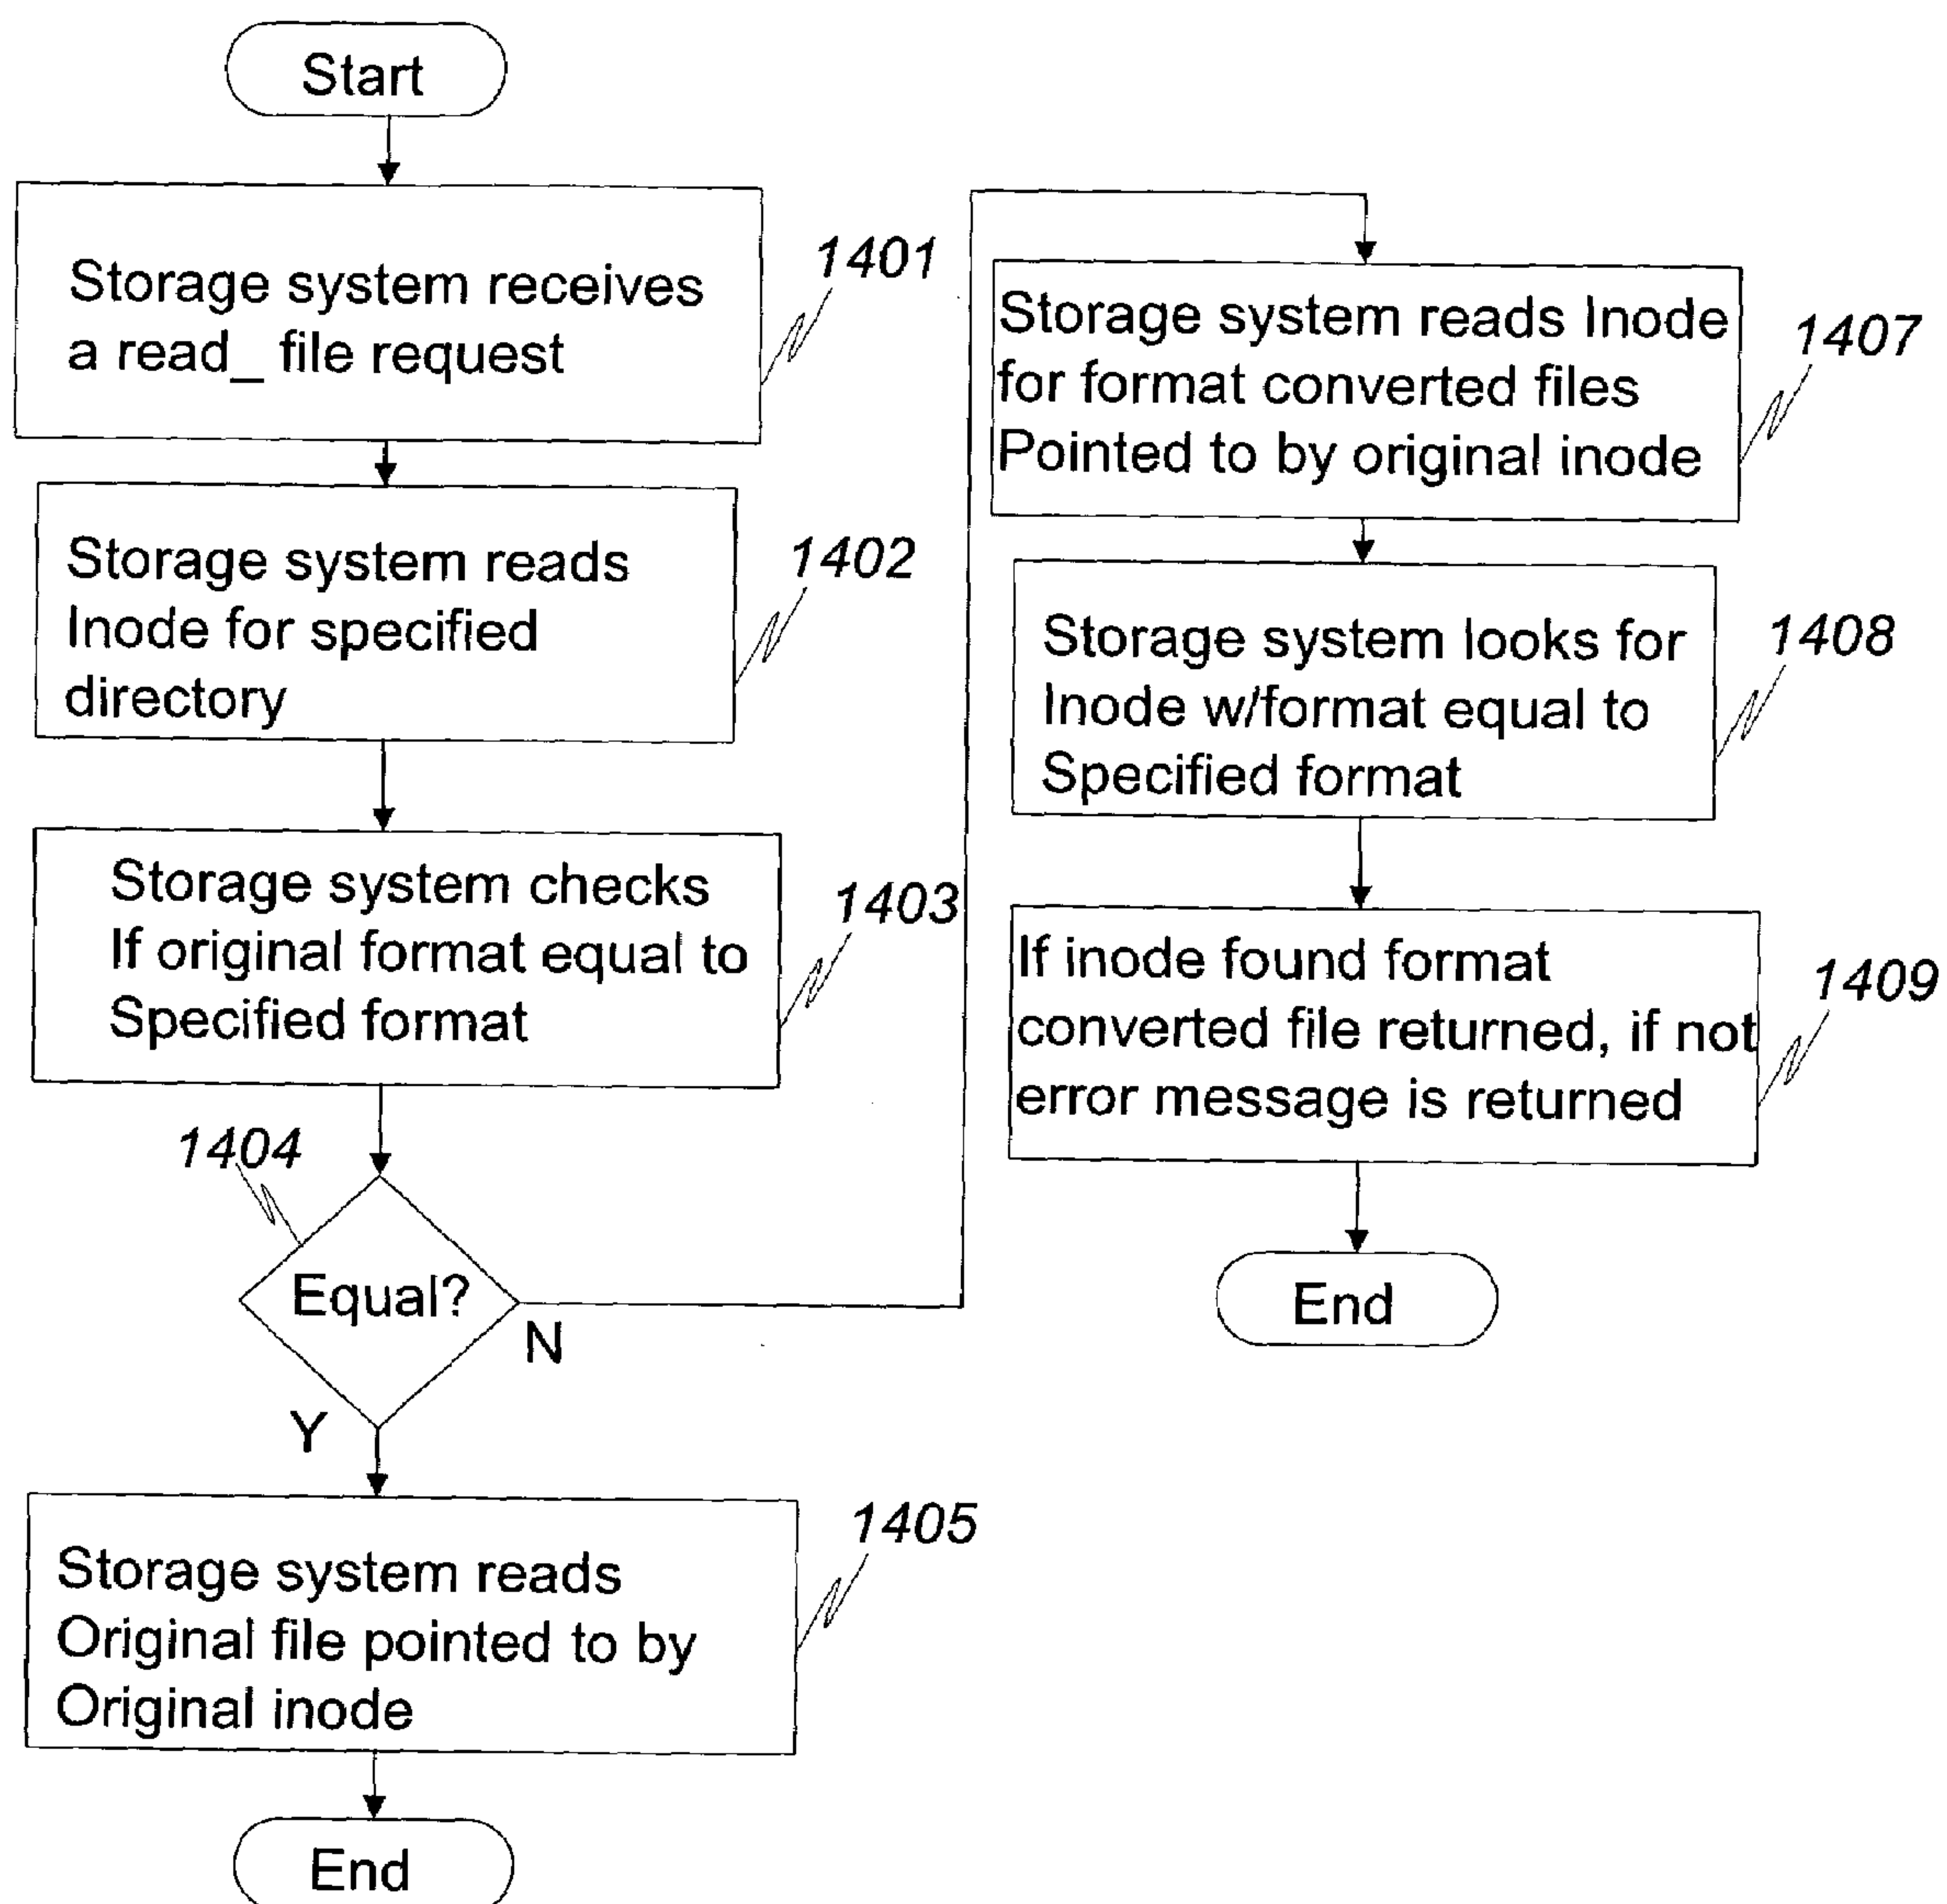 Start
Storage system receives
a read_ file request
1401
Storage system reads
Inode for specified
directory
1402
Storage system checks
If original format equal to
Specified format
1403
1404
Equal?
N
Y
Storage system reads
Original file pointed to by
Original inode
1405
End
Storage system reads Inode
for format converted files
Pointed to by original inode
1407
Storage system looks for
Inode w/format equal to
Specified format
1408
If inode found format
converted file returned, if not
error message is returned
1409
End